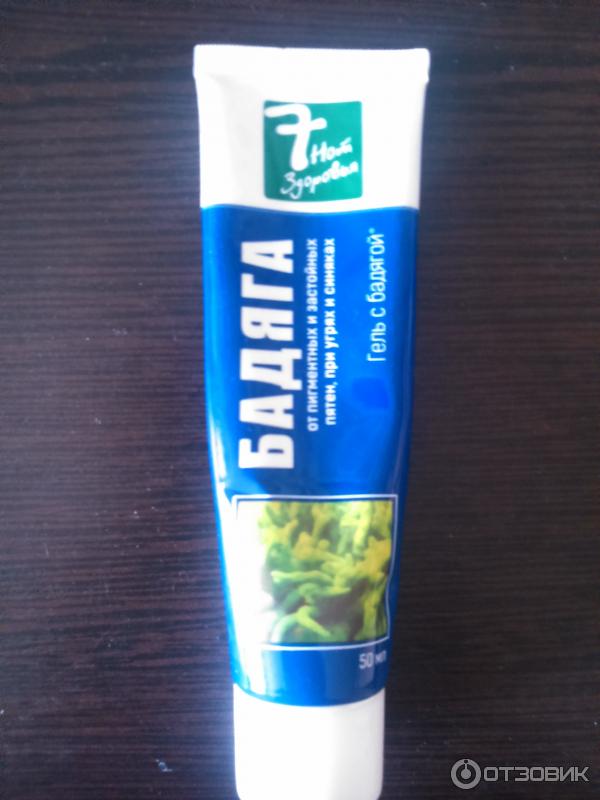 7
Нот
Здоровья
БАДЯГА
от пигментных и застойных
пятен, при угрях и синяках
Гель с бадягой*
50 мл
ОТЗОВИК